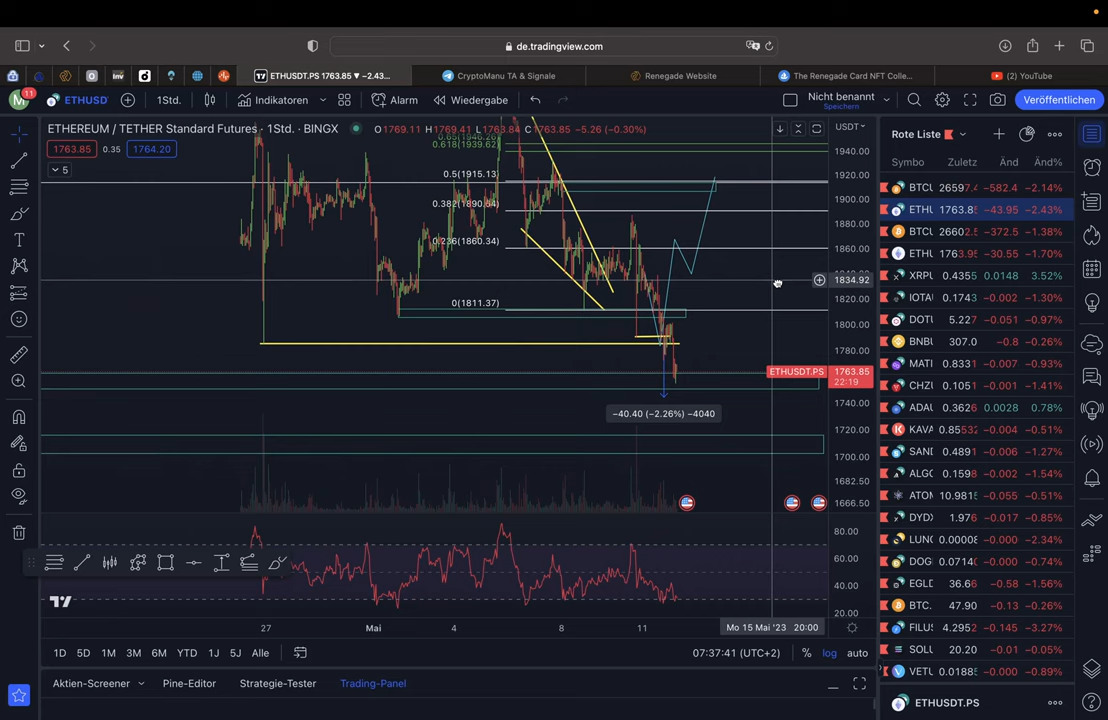 de.tradingview.com
inv
ETHUSDT.PS 1763.85 ▼ −2.43...
CryptoManu TA & Signale
Renegade Website
The Renegade Card NFT Colle...
(2) YouTube
M
11
ETHUSD
1Std.
Indikatoren
Alarm
Wiedergabe
Nicht benannt
Speichern
Veröffentlichen
ETHEREUM / TETHER Standard Futures · 1Std. · BINGX
O1769.11 H1769.41 L1763.84 C1763.85 −5.26 (−0.30%)
USDT
Rote Liste
1763.85
0.35
1764.20
5
Symbo
Zuletz
Änd
Änd%
0.618(1939.62)
0.5(1915.13)
0.382(1890.64)
0.236(1860.34)
0(1811.37)
−40.40 (−2.26%) −4040
ETHUSDT.PS
1763.85
22:19
1940.00
1920.00
1900.00
1880.00
1860.00
1834.92
1820.00
1800.00
1780.00
1740.00
1720.00
1700.00
1682.50
1666.50
80.00
60.00
40.00
20.00
BTCU 26597.4 −582.4 −2.14%
ETHU 1763.85 −43.95 −2.43%
BTCU 26602.5 −372.5 −1.38%
ETHU 1763.95 −30.55 −1.70%
XRPU 0.4355 0.0148 3.52%
IOTA 0.1743 −0.002 −1.30%
DOTU 5.227 −0.051 −0.97%
BNBU 307.0 −0.8 −0.26%
MATI 0.8331 −0.007 −0.93%
CHZU 0.1051 −0.001 −1.41%
ADAU 0.3626 0.0028 0.78%
KAVA 0.8553 −0.004 −0.51%
SAND 0.4891 −0.006 −1.27%
ALGO 0.1598 −0.002 −1.54%
ATOM 10.9815 −0.055 −0.51%
DYD 1.976 −0.017 −0.85%
LUNC 0.00008 −0.000 −2.34%
DOG 0.0714 −0.000 −0.74%
EGLD 36.66 −0.58 −1.56%
BTC. 47.90 −0.13 −0.26%
FILUS 4.2952 −0.145 −3.27%
SOLU 20.20 −0.01 −0.05%
VETU 0.01885 −0.000 −0.89%
27
Mai
4
8
11
Mo 15 Mai '23 20:00
1D
5D
1M
3M
6M
YTD
1J
5J
Alle
07:37:41 (UTC+2)
%
log
auto
Aktien-Screener
Pine-Editor
Strategie-Tester
Trading-Panel
ETHUSDT.PS